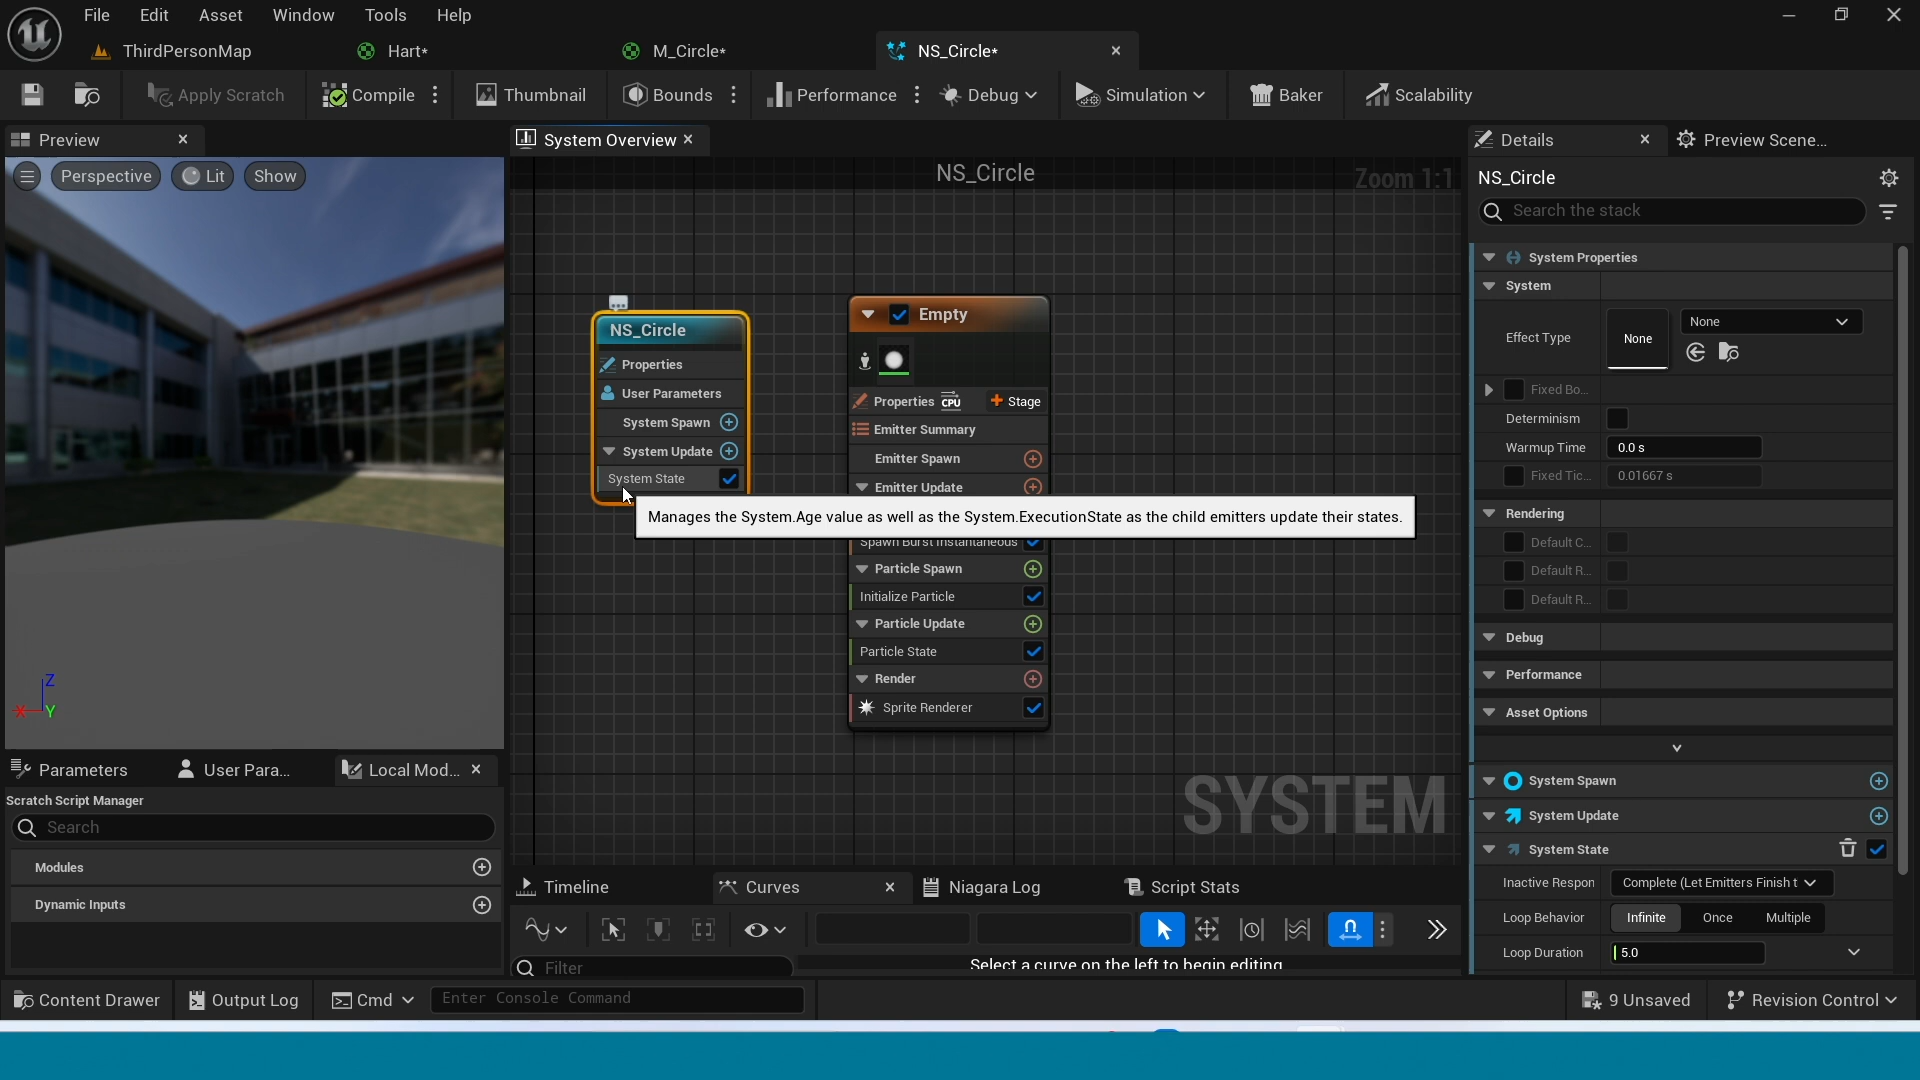 File Edit Asset Window Tools Help
ThirdPersonMap Hart* M_Circle* NS_Circle*
Apply Scratch Compile Thumbnail Bounds Performance Debug Simulation Baker Scalability
Preview
Perspective Lit Show
Z
X Y
System Overview
NS_Circle
Zoom 1:1
NS_Circle
Properties
User Parameters
System Spawn
System Update
System State
Empty
Properties CPU Stage
Emitter Summary
Emitter Spawn
Emitter Update
Manages the System.Age value as well as the System.ExecutionState as the child emitters update their states.
Spawn Burst Instantaneous
Particle Spawn
Initialize Particle
Particle Update
Particle State
Render
Sprite Renderer
SYSTEM
Parameters User Para... Local Mod...
Scratch Script Manager
Search
Modules
Dynamic Inputs
Timeline Curves Niagara Log Script Stats
Filter
Select a curve on the left to begin editing
Details Preview Scene...
NS_Circle
Search the stack
System Properties
System
Effect Type None None
Fixed Bo...
Determinism
Warmup Time 0.0 s
Fixed Tic... 0.01667 s
Rendering
Default C...
Default R...
Default R...
Debug
Performance
Asset Options
System Spawn
System Update
System State
Inactive Respon Complete (Let Emitters Finish t
Loop Behavior Infinite Once Multiple
Loop Duration 5.0
Content Drawer Output Log Cmd Enter Console Command 9 Unsaved Revision Control